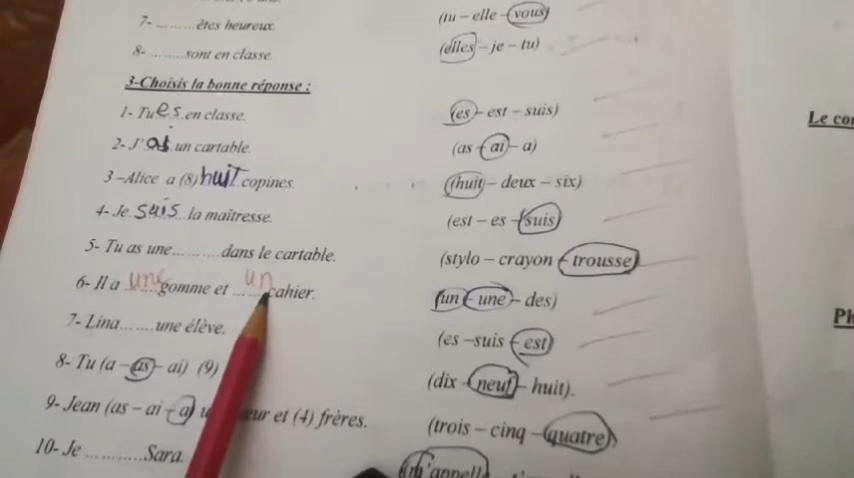 7- ........êtes heureux. (tu – elle – vous)
8- ........sont en classe. (elles – je – tu)
3-Choisis la bonne réponse :
1- Tu es en classe. (es – est – suis)
2- J'ai un cartable. (as – ai – a)
3 –Alice a (8) huit copines. (huit – deux – six)
4- Je suis la maîtresse. (est – es – suis)
5- Tu as une..........dans le cartable. (stylo – crayon – trousse)
6- Il a une gomme et un cahier. (un – une – des)
7- Lina.......une élève. (es –suis – est)
8- Tu (a – as – ai) (9) (dix – neuf – huit).
9- Jean (as – ai – a) et (4) frères. (trois – cinq – quatre)
10- Je ............Sara. (m'appelle